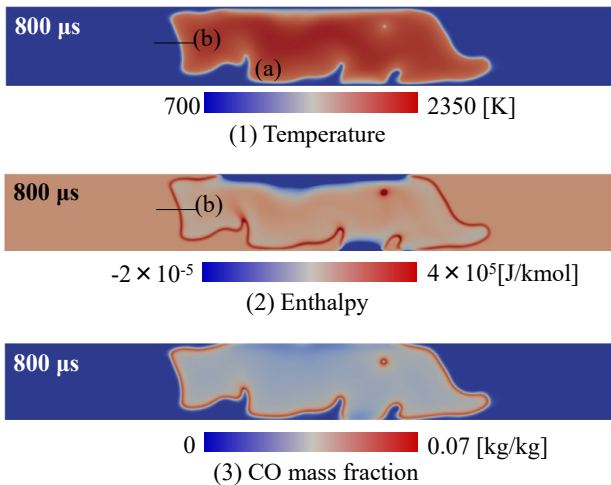 800 µs
(b)
(a)
700 2350 [K]
(1) Temperature
800 µs
(b)
-2×10⁻⁵ 4×10⁵[J/kmol]
(2) Enthalpy
800 µs
0 0.07 [kg/kg]
(3) CO mass fraction